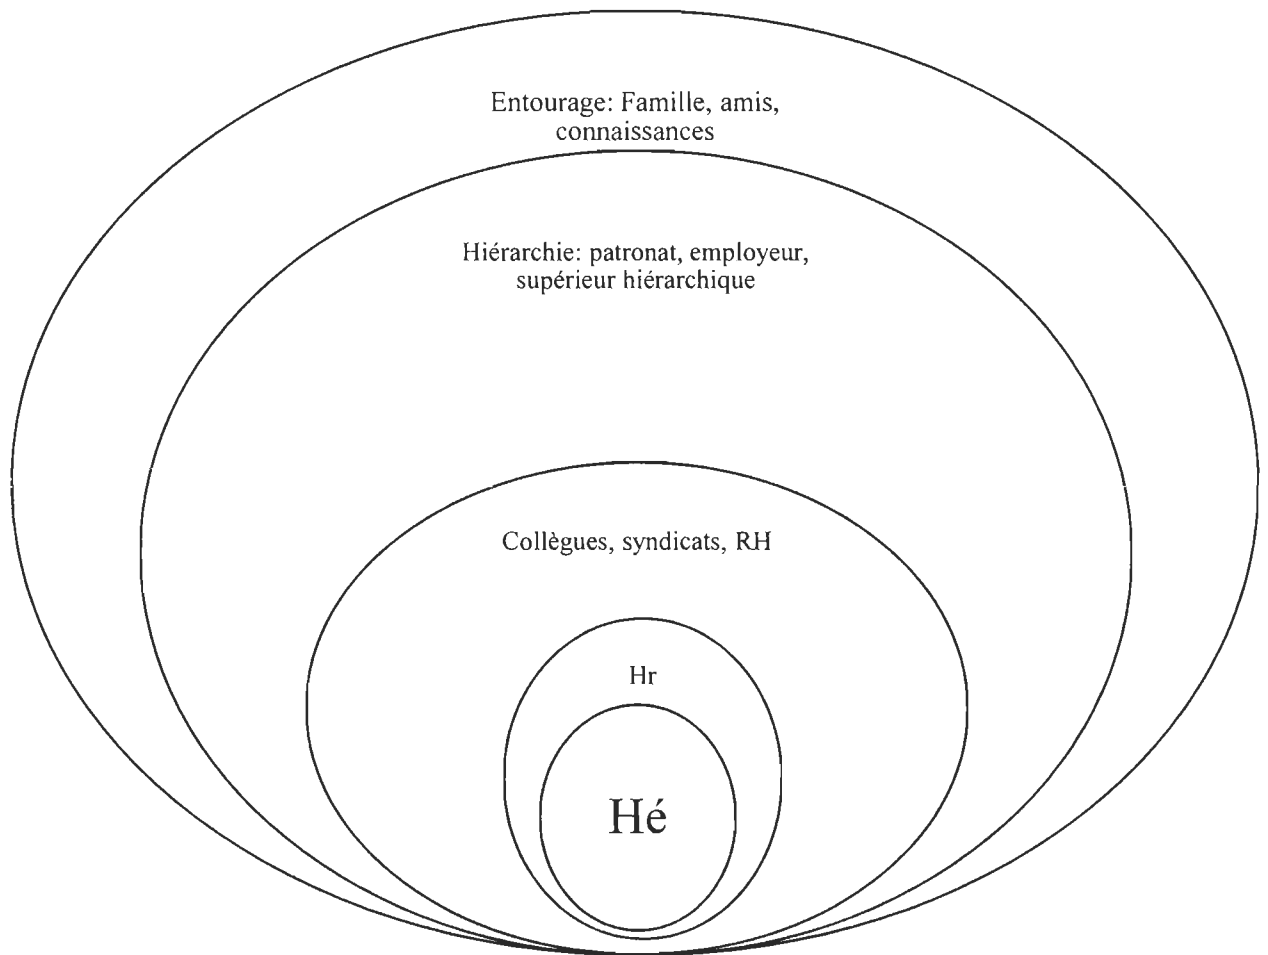 Entourage: Famille, amis,
connaissances
Hiérarchie: patronat, employeur,
supérieur hiérarchique
Collègues, syndicats, RH
Hr
Hé